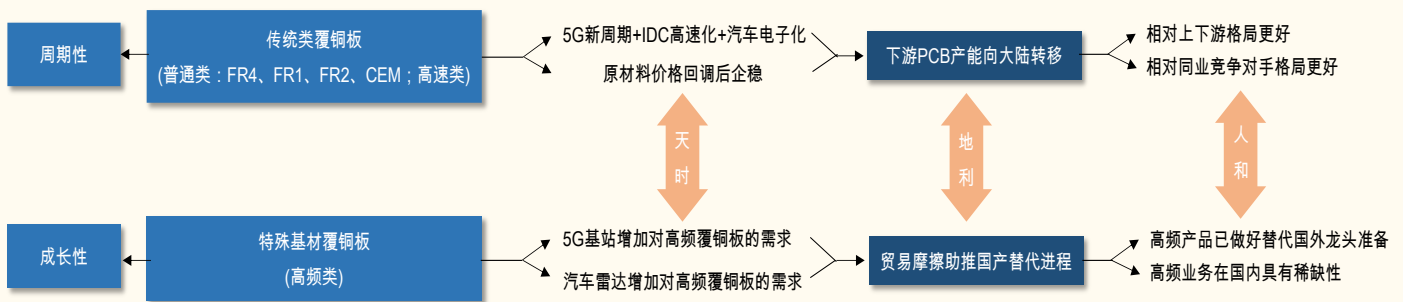 周期性
传统类覆铜板
(普通类：FR4、FR1、FR2、CEM；高速类)
5G新周期+IDC高速化+汽车电子化
原材料价格回调后企稳
下游PCB产能向大陆转移
相对上下游格局更好
相对同业竞争对手格局更好
天时
地利
人和
成长性
特殊基材覆铜板
(高频类)
5G基站增加对高频覆铜板的需求
汽车雷达增加对高频覆铜板的需求
贸易摩擦助推国产替代进程
高频产品已做好替代国外龙头准备
高频业务在国内具有稀缺性